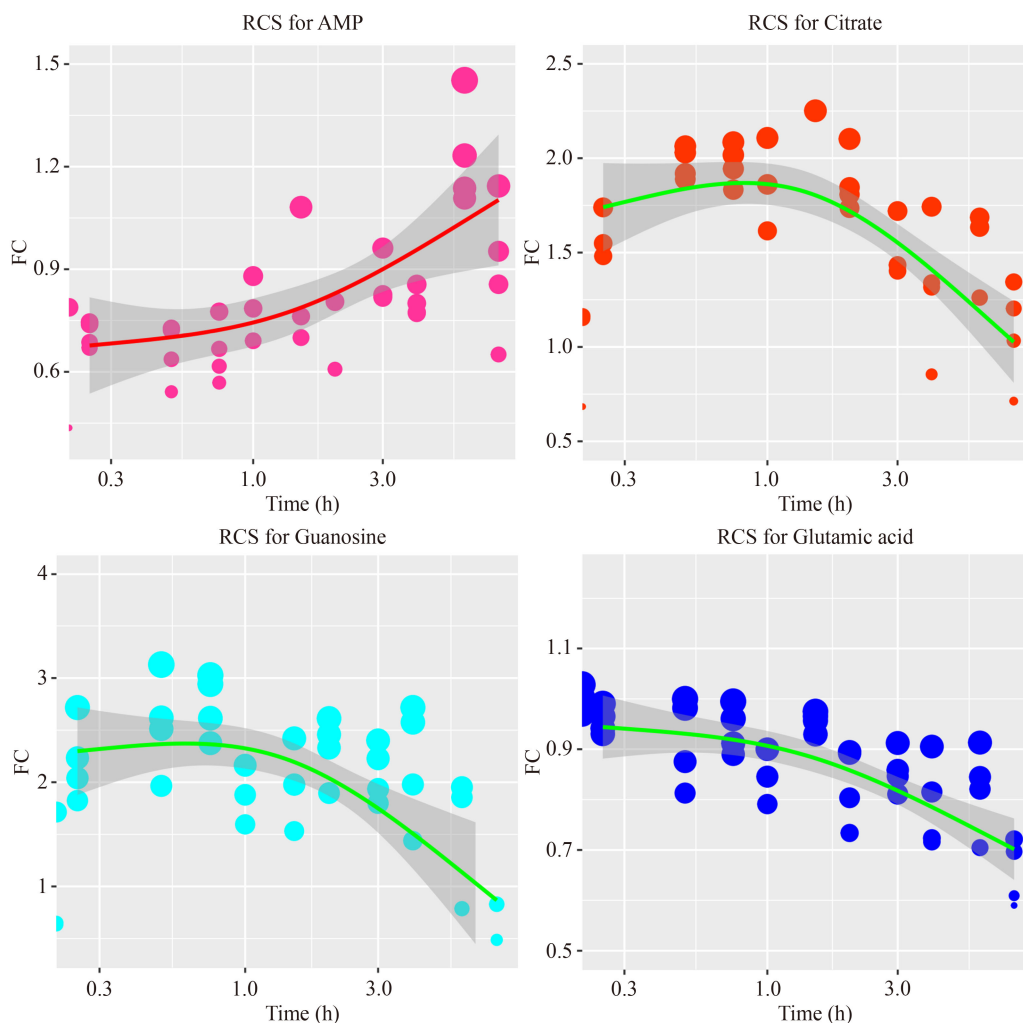 RCS for AMP
1.5
1.2
0.9
0.6
FC
0.3 1.0 3.0
Time (h)
RCS for Citrate
2.5
2.0
1.5
1.0
0.5
FC
0.3 1.0 3.0
Time (h)
RCS for Guanosine
4
3
2
1
FC
0.3 1.0 3.0
Time (h)
RCS for Glutamic acid
1.1
0.9
0.7
0.5
FC
0.3 1.0 3.0
Time (h)